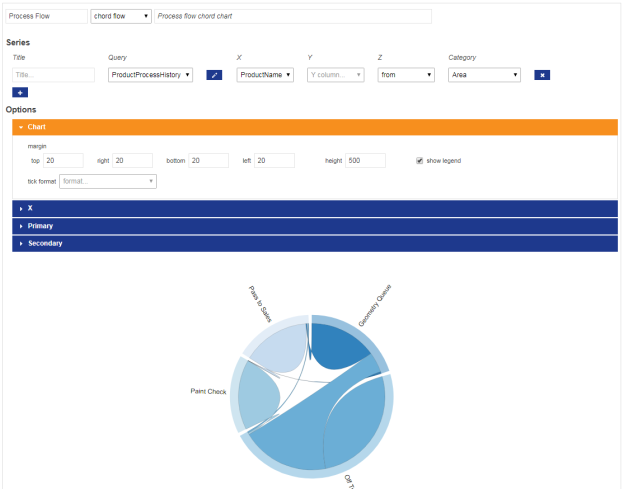 Process Flow chord flow Process flow chord chart
Series
Title Query X Y Z Category
Title... ProductProcessHistory ProductName Y column... from Area
Options
Chart
margin
top 20 right 20 bottom 20 left 20 height 500 show legend
tick format format...
X
Primary
Secondary
Pass to Sales
Geometry Queue
Paint Check
Off